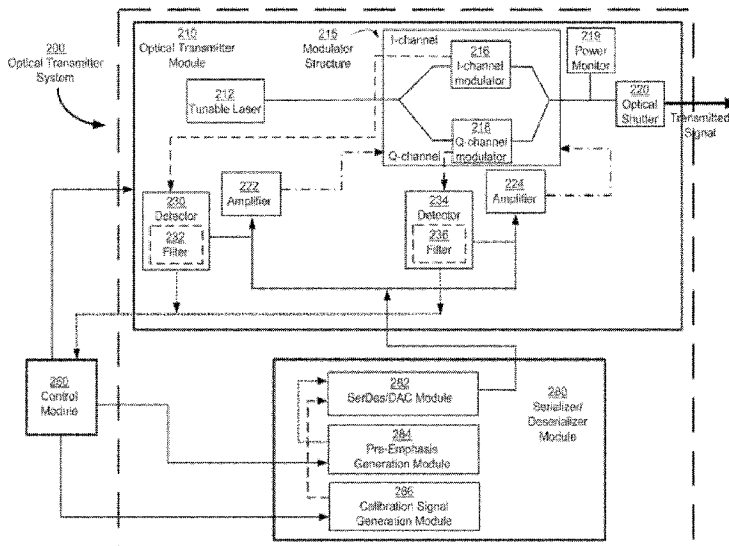 200
Optical Transmitter
System
210
Optical Transmitter
Module
215
Modulator
Structure
I-channel
216
I-channel
modulator
219
Power
Monitor
212
Tunable Laser
220
Optical
Shutter
Transmitted
Signal
218
Q-channel
modulator
Q-channel
222
Amplifier
224
Amplifier
230
Detector
232
Filter
234
Detector
236
Filter
260
Control
Module
282
SerDes/DAC Module
280
Serializer/
Deserializer
Module
284
Pre-Emphasis
Generation Module
286
Calibration Signal
Generation Module